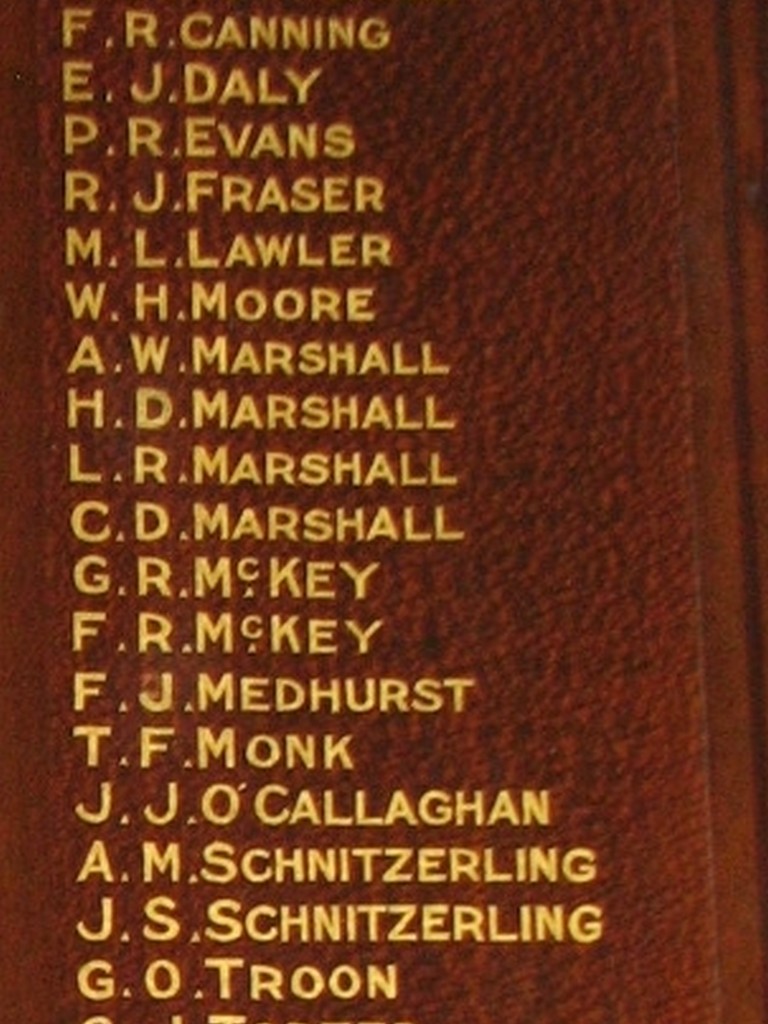 F.R.CANNING
E.J.DALY
P.R.EVANS
R.J.FRASER
M.L.LAWLER
W.H.MOORE
A.W.MARSHALL
H.D.MARSHALL
L.R.MARSHALL
C.D.MARSHALL
G.R.McKEY
F.R.McKEY
F.J.MEDHURST
T.F.MONK
J.J.O'CALLAGHAN
A.M.SCHNITZERLING
J.S.SCHNITZERLING
G.O.TROON